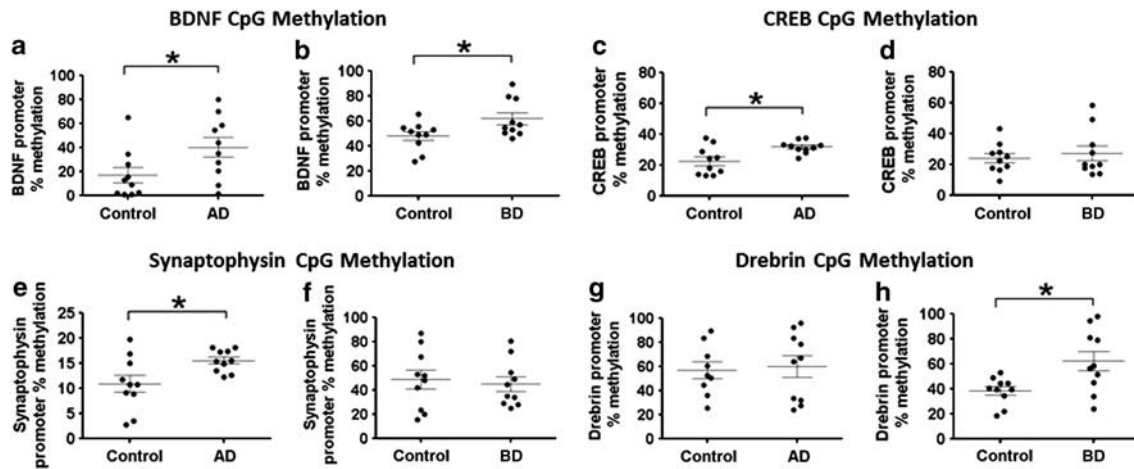 BDNF CpG Methylation
CREB CpG Methylation
a
BDNF promoter
% methylation
100
80
60
40
20
0
*
Control
AD
b
BDNF promoter
% methylation
100
80
60
40
20
0
*
Control
BD
c
CREB promoter
% methylation
80
60
40
20
0
*
Control
AD
d
CREB promoter
% methylation
80
60
40
20
0
Control
BD
Synaptophysin CpG Methylation
Drebrin CpG Methylation
e
Synaptophysin
promoter % methylation
25
20
15
10
5
0
*
Control
AD
f
Synaptophysin
promoter % methylation
100
80
60
40
20
0
Control
BD
g
Drebrin promoter
% methylation
100
80
60
40
20
0
Control
AD
h
Drebrin promoter
% methylation
100
80
60
40
20
0
*
Control
BD